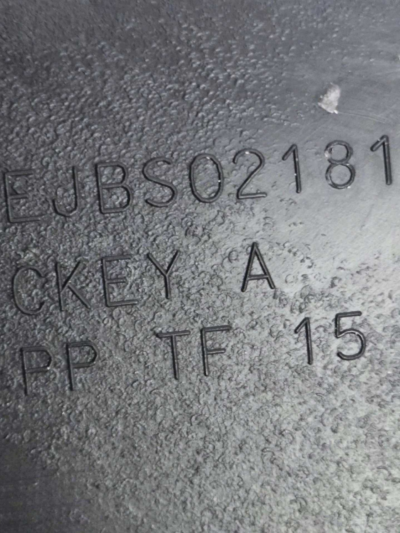 EJBS02181
CKEY A
PP TF 15